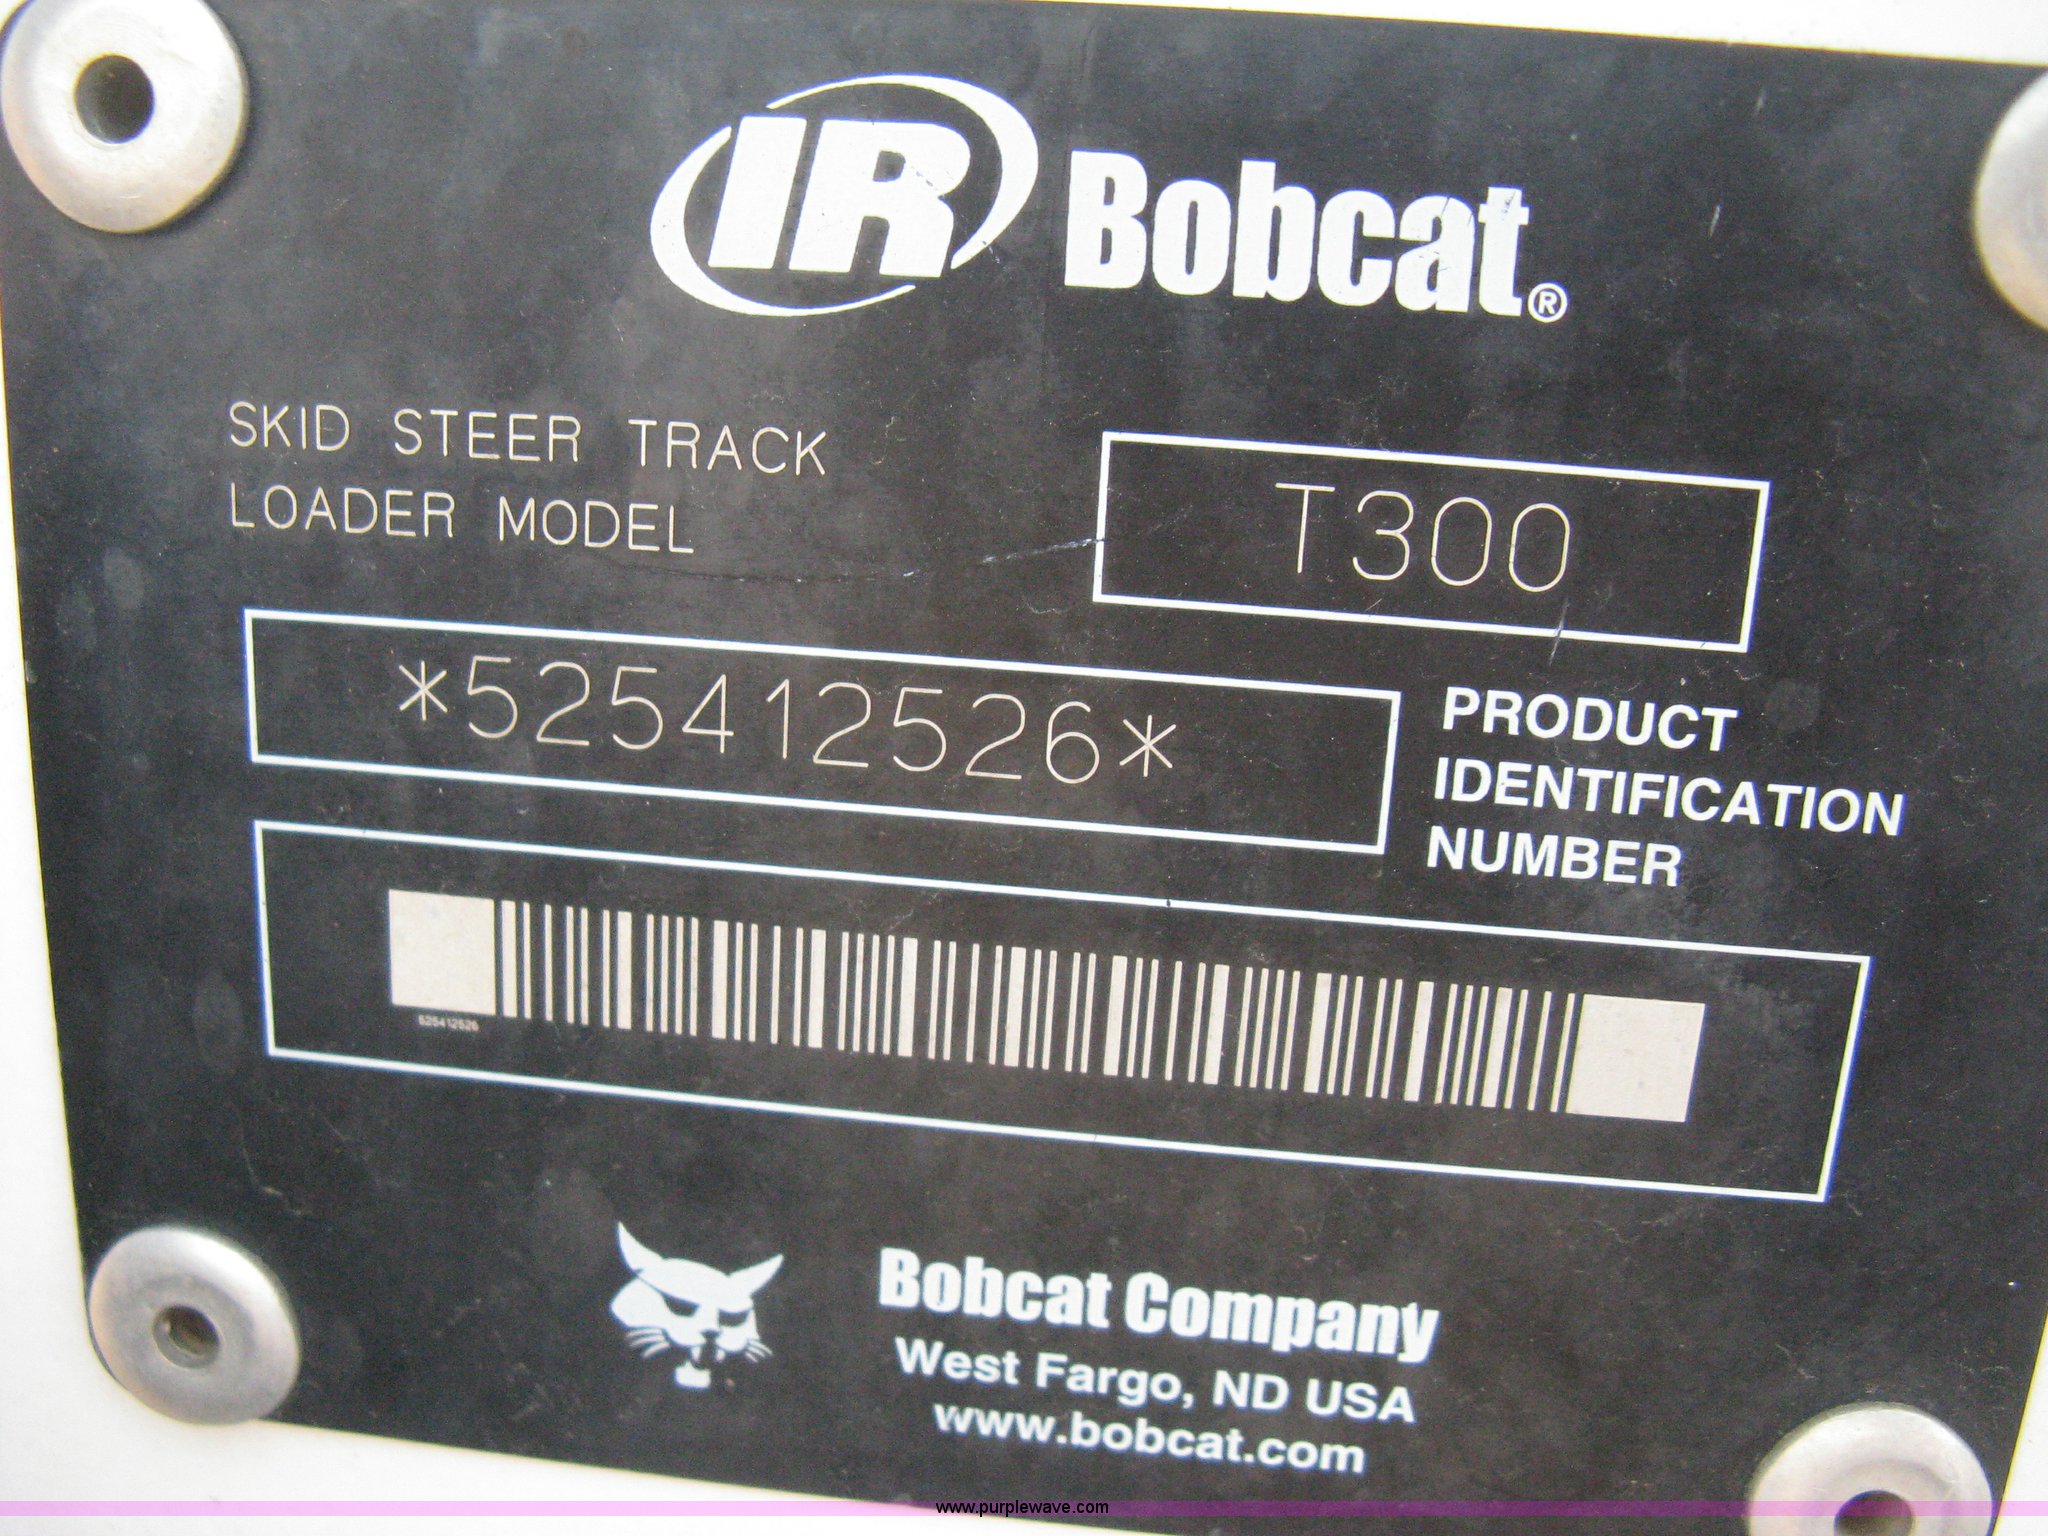 IR Bobcat®
SKID STEER TRACK
LOADER MODEL
T300
*525412526*
PRODUCT
IDENTIFICATION
NUMBER
525412526
Bobcat Company
West Fargo, ND USA
www.bobcat.com
www.purplewave.com